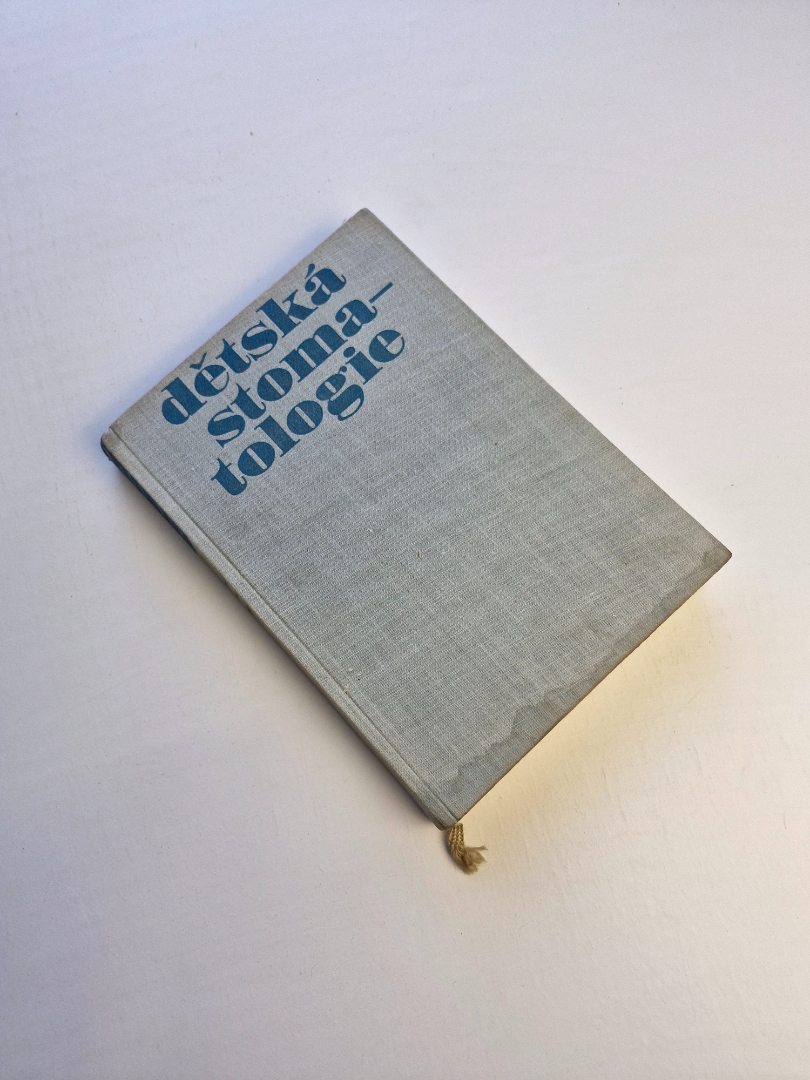 dětská
stoma-
tologie